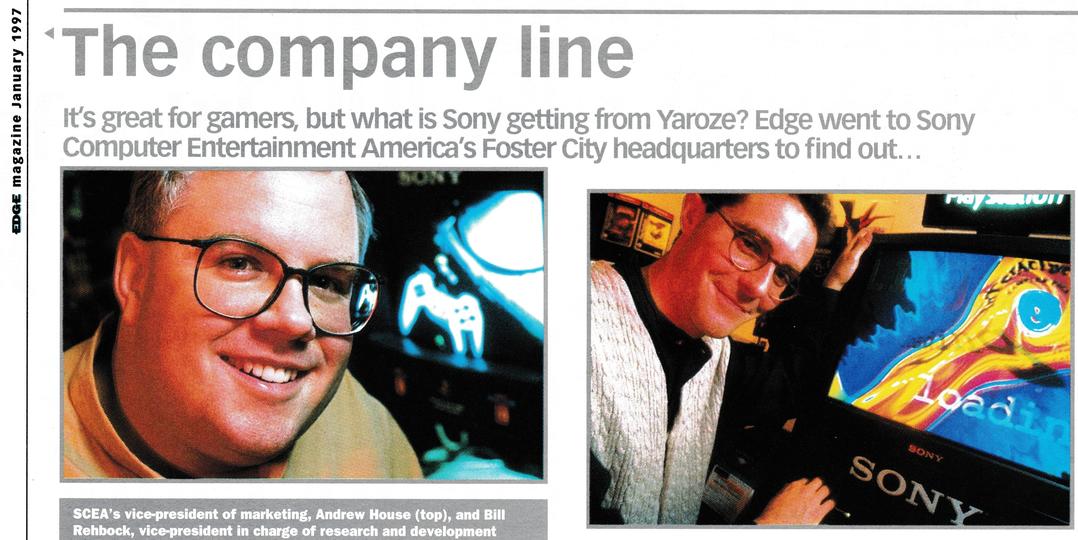 EDGE magazine January 1997
The company line
It's great for gamers, but what is Sony getting from Yaroze? Edge went to Sony
Computer Entertainment America's Foster City headquarters to find out...
SONY
PlayStation
loadin
SONY
SONY
SCEA's vice-president of marketing, Andrew House (top), and Bill
Rehbock, vice-president in charge of research and development